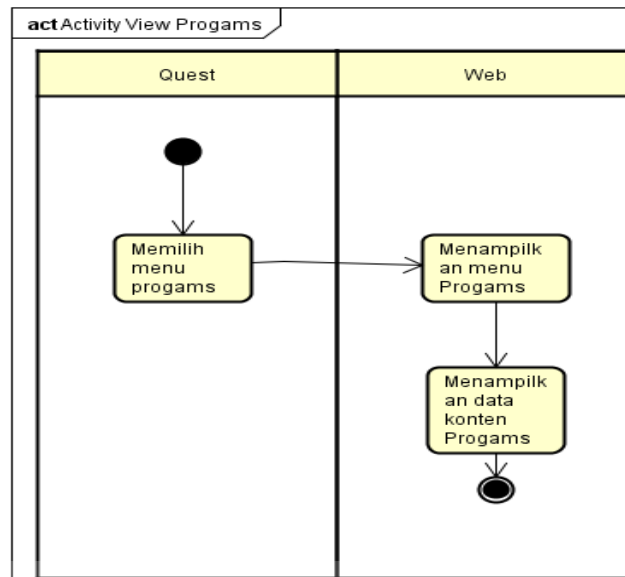 act Activity View Progams
Quest
Web
Memilih
menu
progams
Menampilk
an menu
Progams
Menampilk
an data
konten
Progams